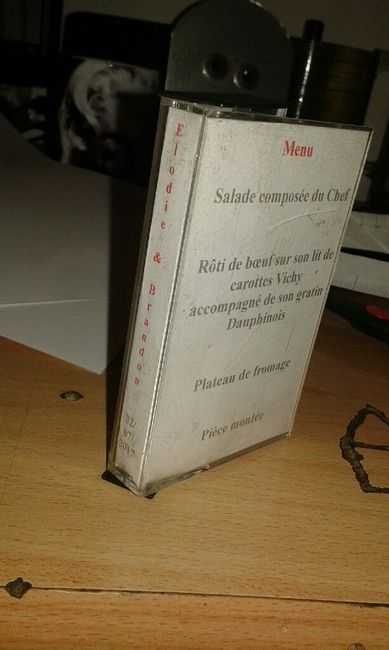 Elodie & Brandon
22/
07/
2017
Menu
Salade composée du Chef
Rôti de bœuf sur son lit de
carottes Vichy
accompagné de son gratin
Dauphinois
Plateau de fromage
Pièce montée